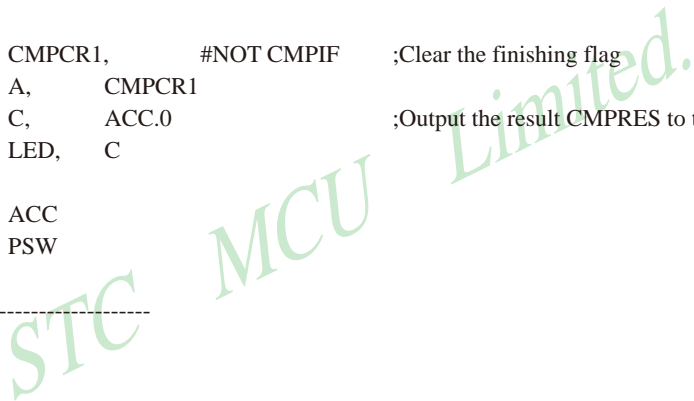 CMPCR1, #NOT CMPIF ;Clear the finishing flag
A, CMPCR1
C, ACC.0 ;Output the result CMPRES to
LED, C
ACC
PSW
-------------------
STC MCU Limited.